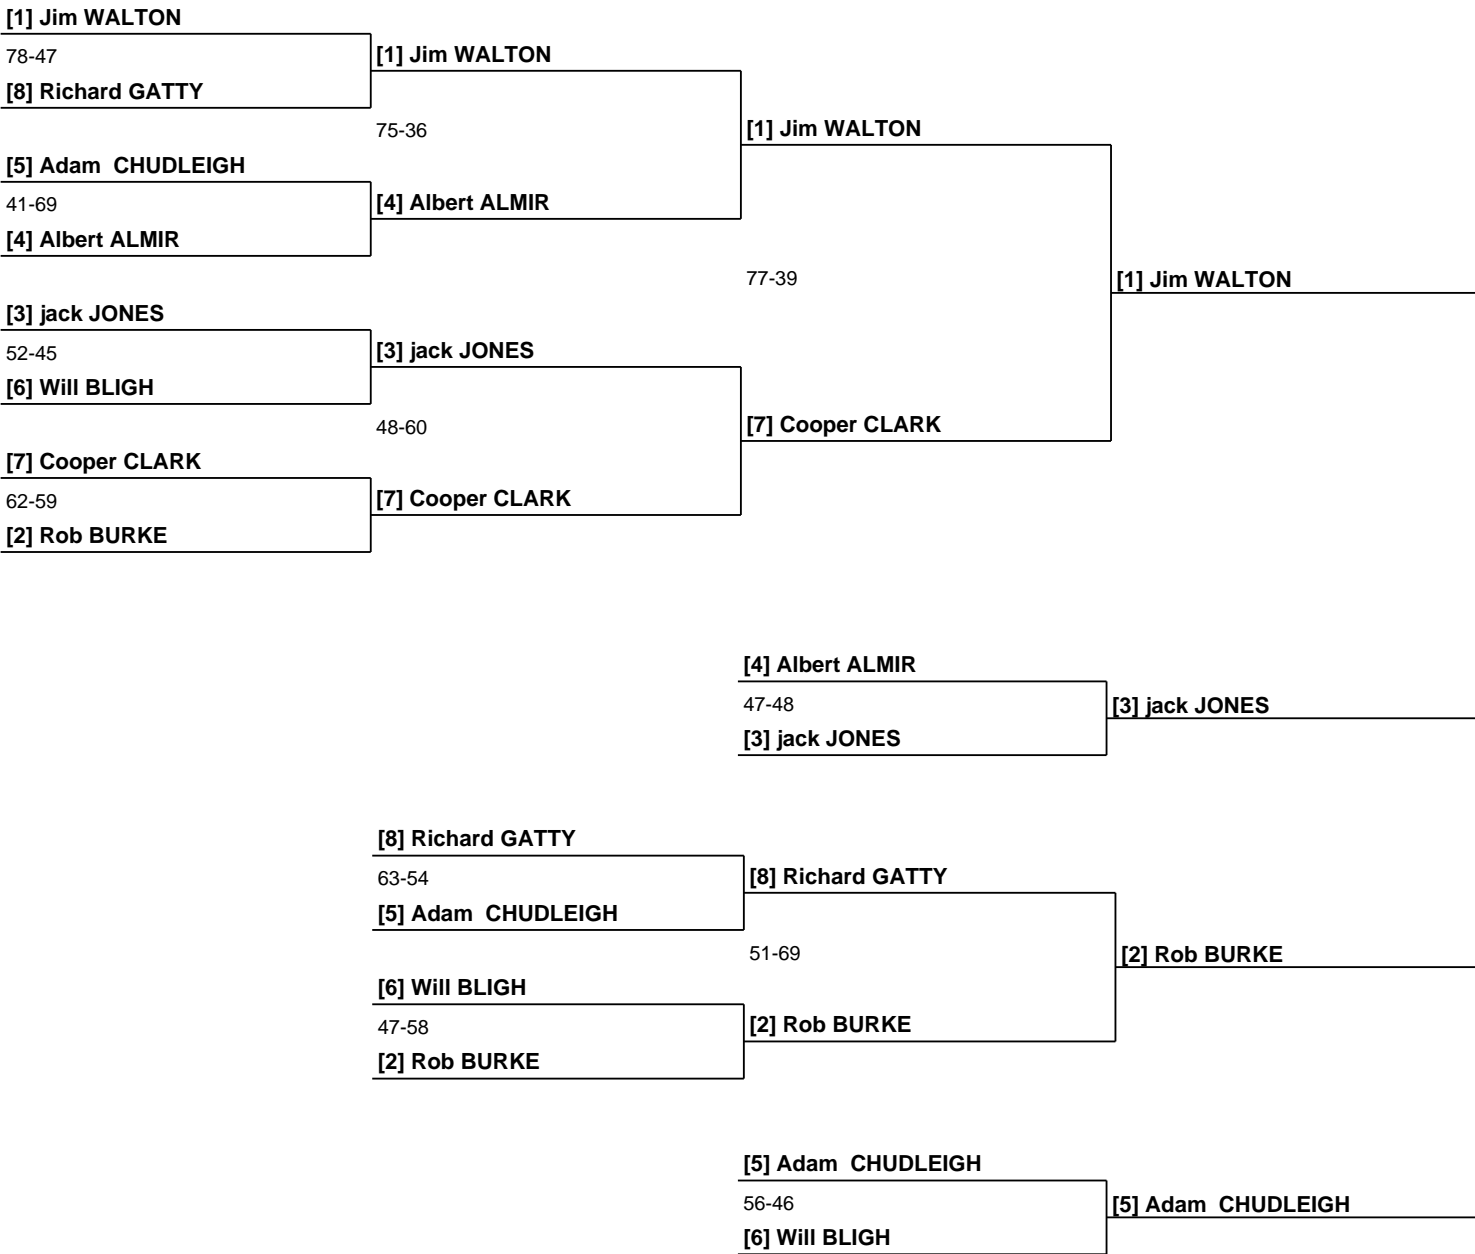 [1] Jim WALTON
78-47
[8] Richard GATTY
[1] Jim WALTON
75-36
[5] Adam  CHUDLEIGH
41-69
[4] Albert ALMIR
[4] Albert ALMIR
[1] Jim WALTON
77-39
[1] Jim WALTON
[3] jack JONES
52-45
[6] Will BLIGH
[3] jack JONES
48-60
[7] Cooper CLARK
62-59
[2] Rob BURKE
[7] Cooper CLARK
[7] Cooper CLARK
[4] Albert ALMIR
47-48
[3] jack JONES
[3] jack JONES
[8] Richard GATTY
63-54
[5] Adam  CHUDLEIGH
[8] Richard GATTY
51-69
[2] Rob BURKE
[6] Will BLIGH
47-58
[2] Rob BURKE
[2] Rob BURKE
[5] Adam  CHUDLEIGH
56-46
[6] Will BLIGH
[5] Adam  CHUDLEIGH